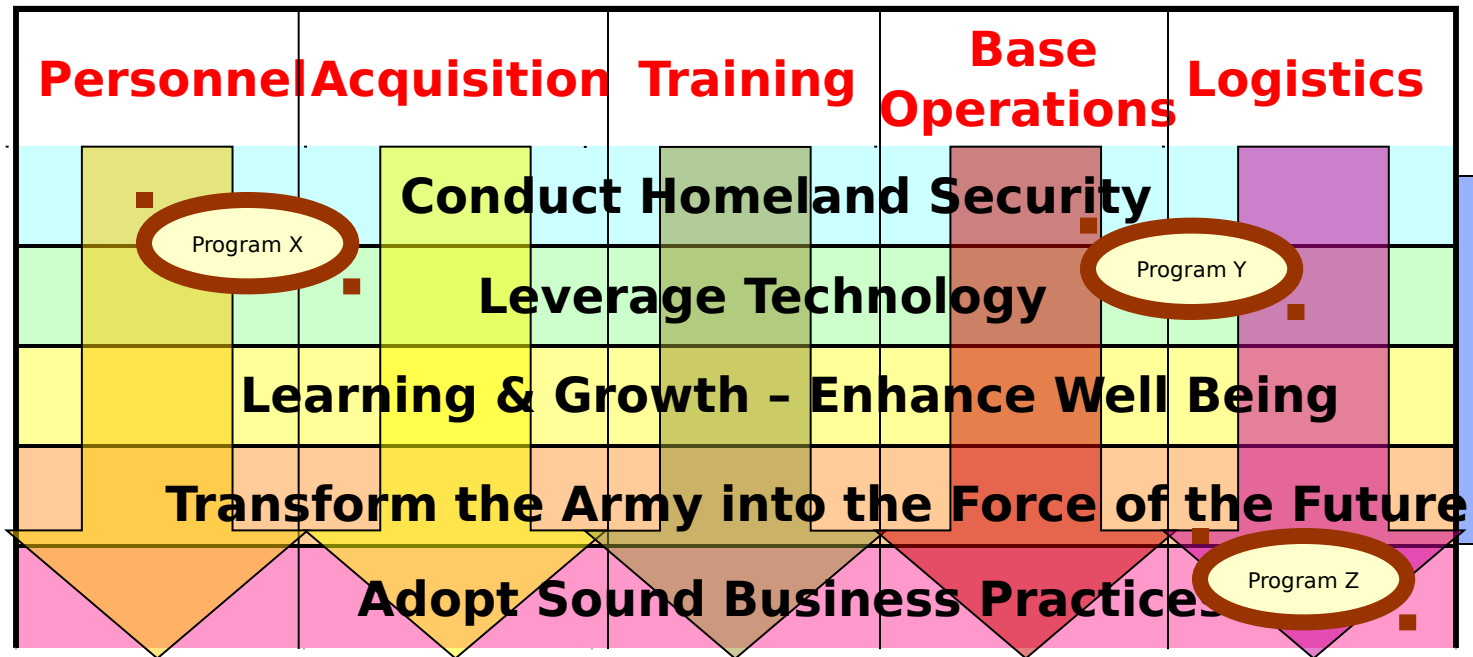 Personnel
Acquisition
Training
Base
Operations
Logistics
Conduct Homeland Security
Program X
Program Y
Leverage Technology
Learning & Growth – Enhance Well Being
Transform the Army into the Force of the Future
Adopt Sound Business Practices
Program Z